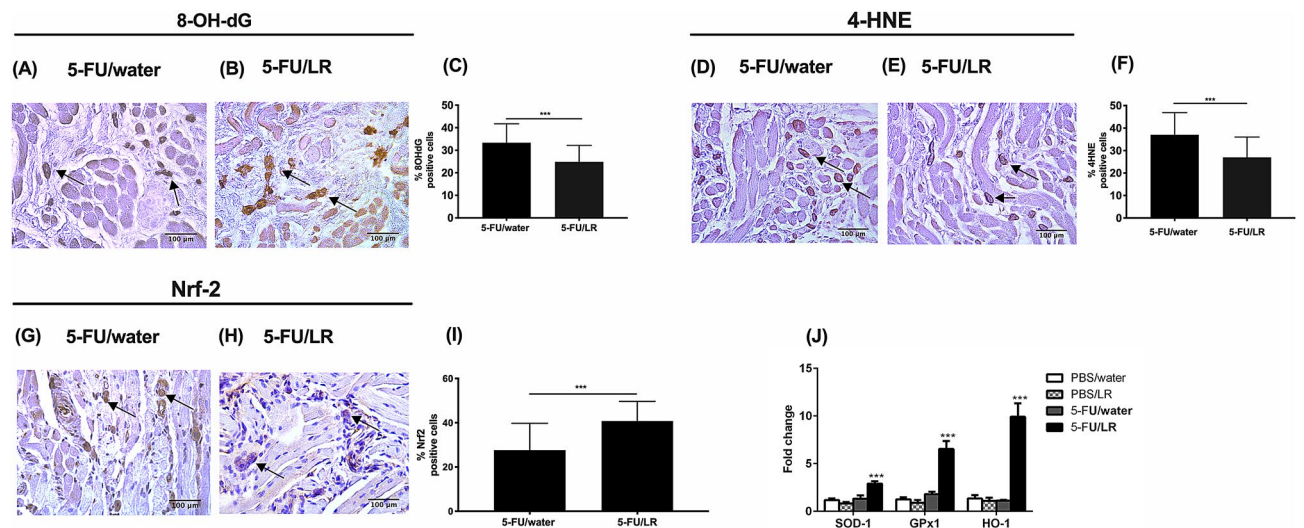 8-OH-dG
4-HNE
(A) 5-FU/water
(B) 5-FU/LR
(C)
(D) 5-FU/water
(E) 5-FU/LR
(F)
100 µm
100 µm
% 8OHdG
positive cells
50
40
30
20
10
0
***
5-FU/water 5-FU/LR
100 µm
100 µm
% 4HNE
positive cells
50
40
30
20
10
0
***
5-FU/water 5-FU/LR
Nrf-2
(G) 5-FU/water
(H) 5-FU/LR
(I)
(J)
100 µm
100 µm
% Nrf2
positive cells
60
40
20
0
***
5-FU/water 5-FU/LR
Fold change
15
10
5
0
***
***
***
SOD-1 GPx1 HO-1
PBS/water
PBS/LR
5-FU/water
5-FU/LR